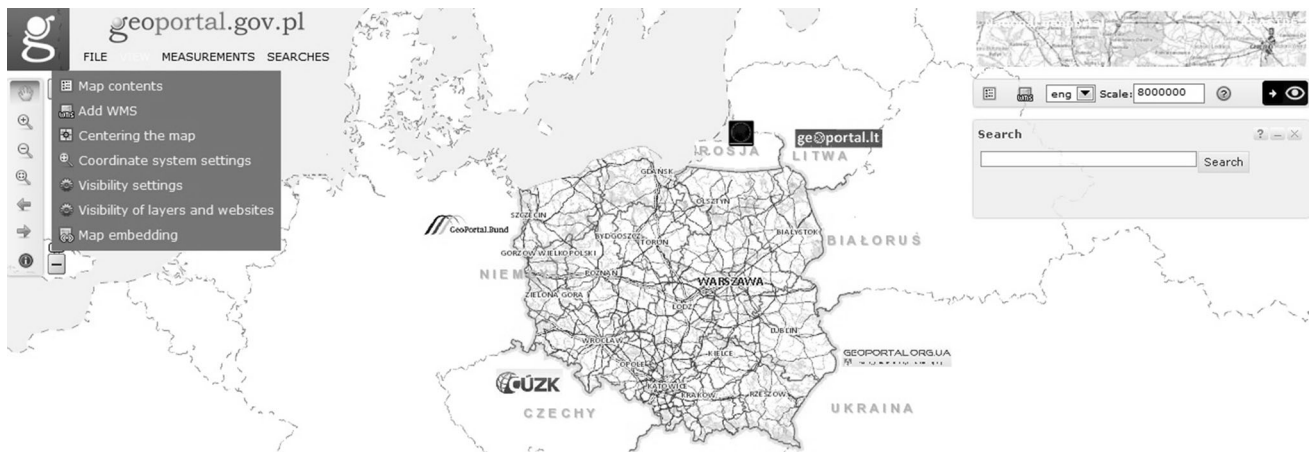 geoportal.gov.pl
FILE VIEW MEASUREMENTS SEARCHES
Map contents
Add WMS
Centering the map
Coordinate system settings
Visibility settings
Visibility of layers and websites
Map embedding
eng Scale: 8000000
Search
Search
geoportal.lt
ROSJA
LITWA
GDAŃSK
OLSZTYN
SZCZECIN
GeoPortal.Bund
BYDGOSZCZ
TORUŃ
BIAŁYSTOK
BIAŁORUŚ
GORZÓW WIELKOPOLSKI
NIEM
POZNAŃ
WARSZAWA
ZIELONA GÓRA
ŁÓDŹ
LUBLIN
WROCŁAW
KIELCE
GEOPORTAL.ORG.UA
OPOLE
ČÚZK
KATOWICE
KRAKÓW
RZESZÓW
CZECHY
UKRAINA